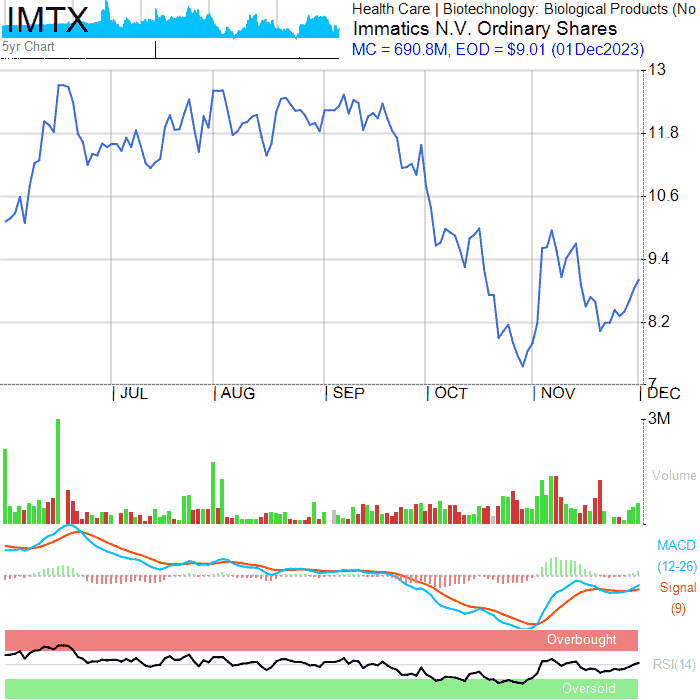 IMTX
5yr Chart
Health Care | Biotechnology: Biological Products (No
Immatics N.V. Ordinary Shares
MC = 690.8M, EOD = $9.01 (01Dec2023)
13
11.8
10.6
9.4
8.2
7
JUL AUG SEP OCT NOV DEC
3M
Volume
MACD
(12-26)
Signal
(9)
Overbought
RSI(14)
Oversold